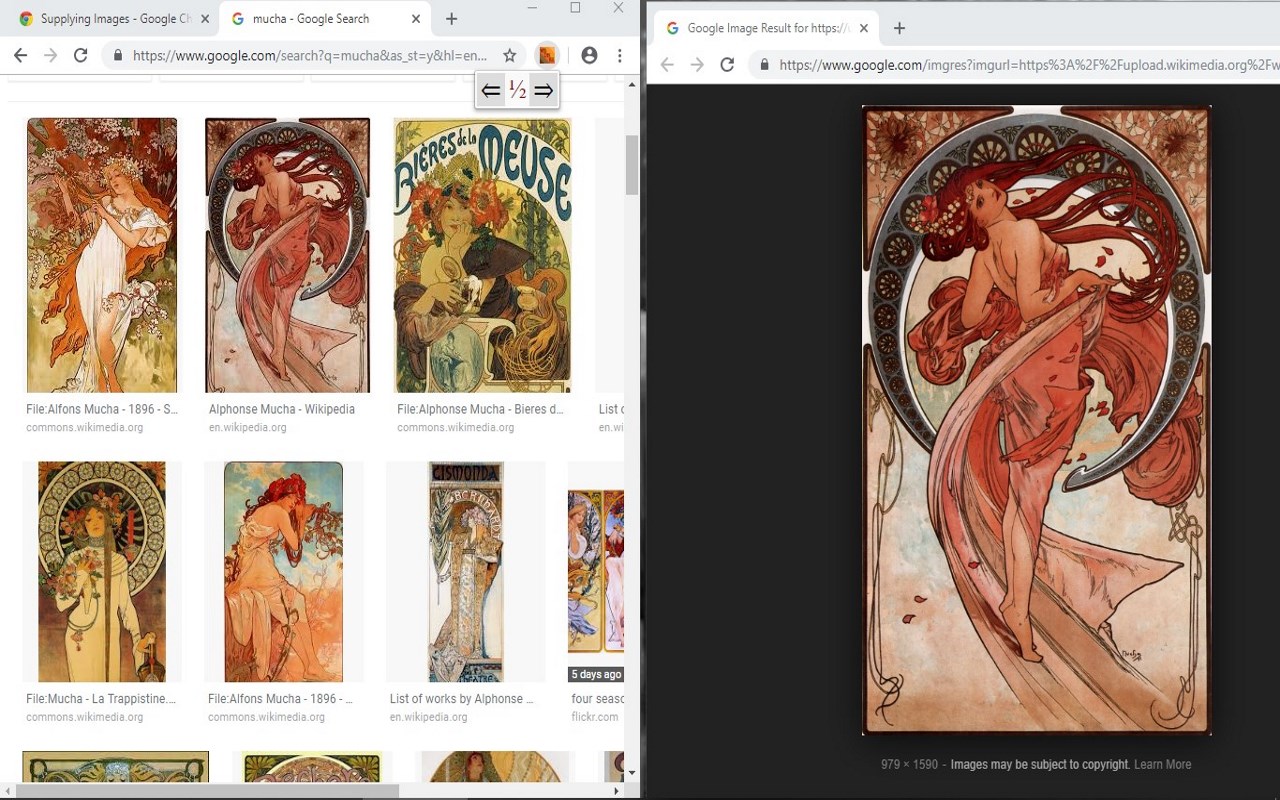 Supplying Images - Google Ch
mucha - Google Search
https://www.google.com/search?q=mucha&as_st=y&hl=en...
⇐ ½ ⇒
BIÈRES de la MEUSE
File:Alfons Mucha - 1896 - S...
commons.wikimedia.org
Alphonse Mucha - Wikipedia
en.wikipedia.org
File:Alphonse Mucha - Bieres d...
commons.wikimedia.org
List
en.wi
GISMONDA
BERNHARDT
THEATRE
5 days ago
File:Mucha - La Trappistine....
commons.wikimedia.org
File:Alfons Mucha - 1896 - ...
commons.wikimedia.org
List of works by Alphonse ...
en.wikipedia.org
four seaso
flickr.com
Google Image Result for https://
https://www.google.com/imgres?imgurl=https%3A%2F%2Fupload.wikimedia.org%2Fw
Mucha
979 × 1590 - Images may be subject to copyright. Learn More